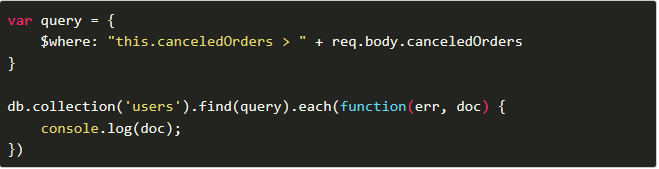 var query = {
    $where: "this.canceledOrders > " + req.body.canceledOrders
}

db.collection('users').find(query).each(function(err, doc) {
    console.log(doc);
})